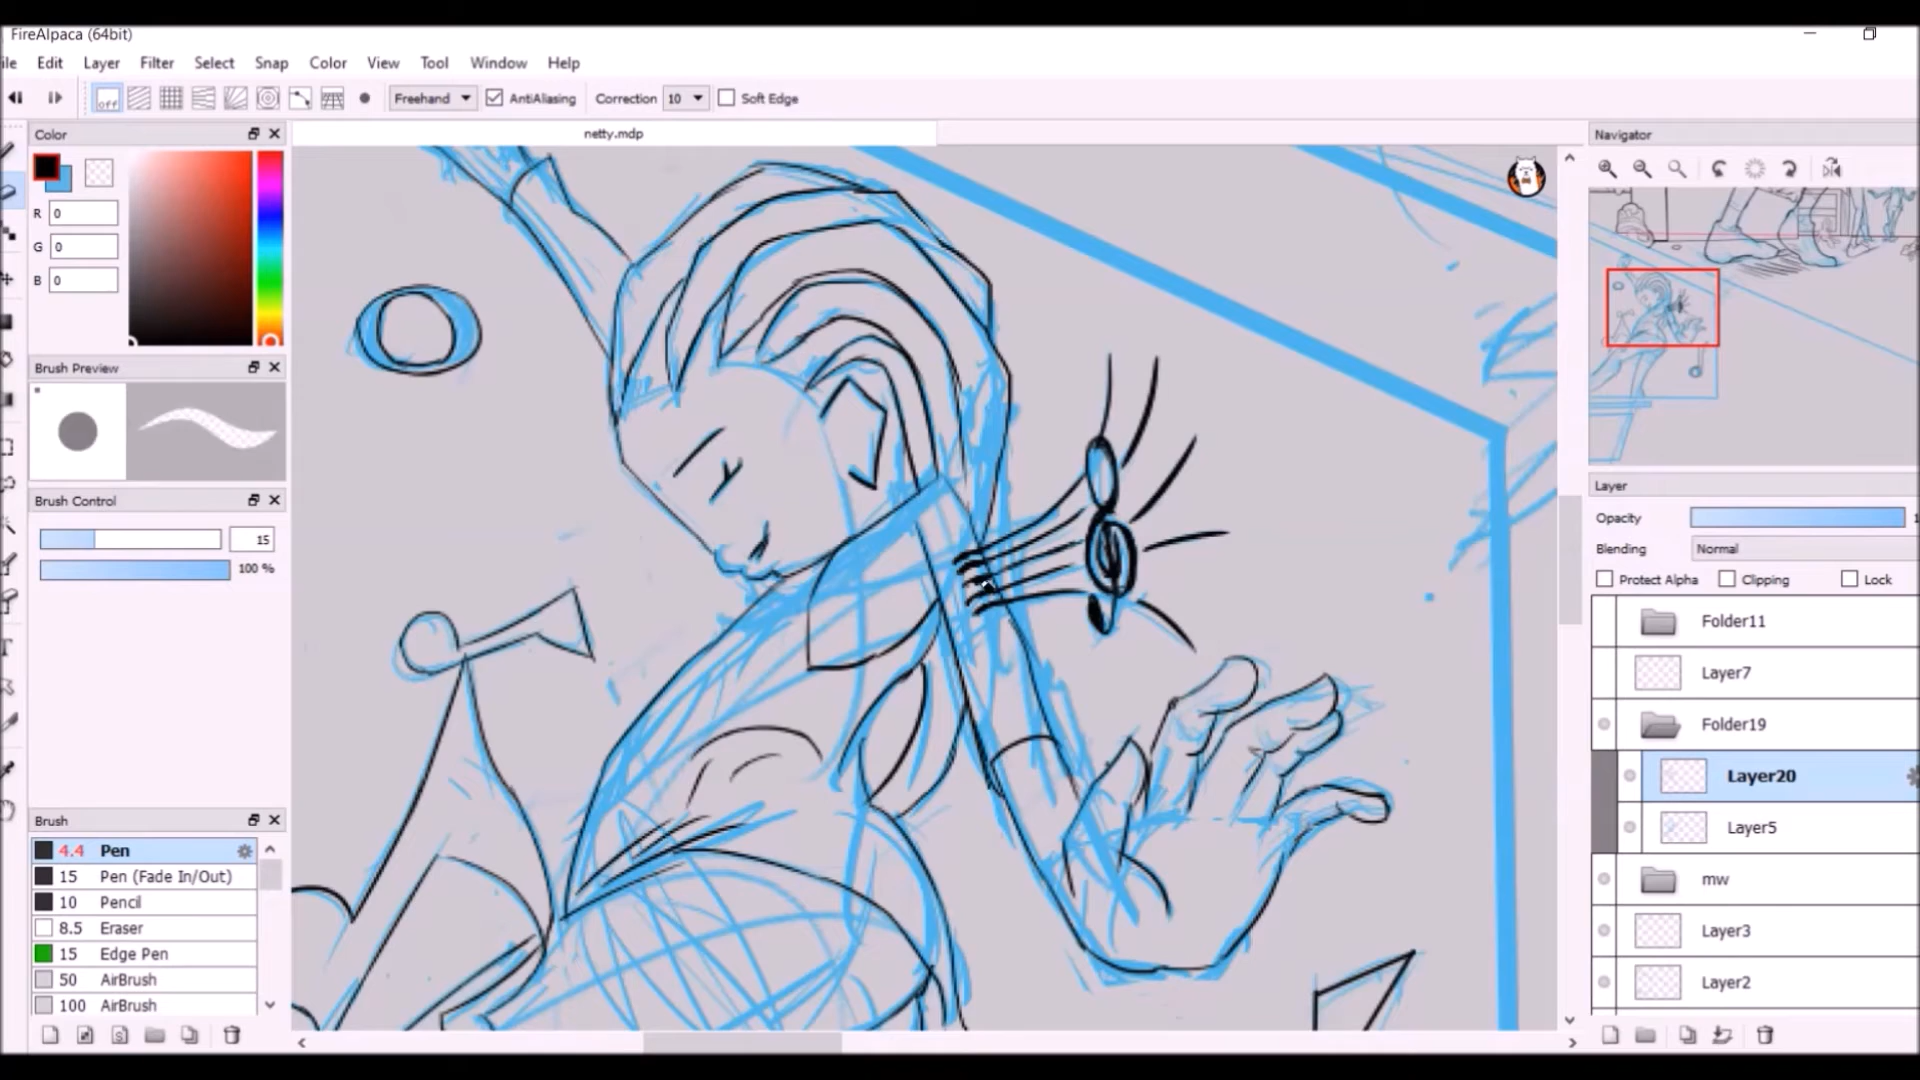 FireAlpaca (64bit)
ile Edit Layer Filter Select Snap Color View Tool Window Help
off Freehand AntiAliasing Correction 10 Soft Edge
Color
netty.mdp
Navigator
R 0
G 0
B 0
Brush Preview
Brush Control
15
100 %
Layer
Opacity
Blending Normal
Protect Alpha Clipping Lock
Folder11
Layer7
Folder19
Layer20
Layer5
mw
Layer3
Layer2
Brush
4.4 Pen
15 Pen (Fade In/Out)
10 Pencil
8.5 Eraser
15 Edge Pen
50 AirBrush
100 AirBrush